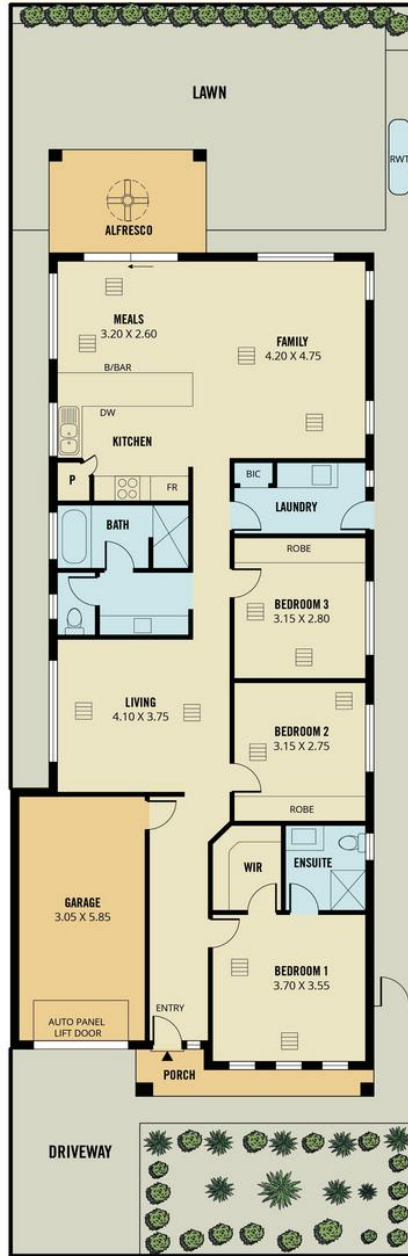 LAWN
RWT
ALFRESCO
MEALS
3.20 X 2.60
FAMILY
4.20 X 4.75
B/BAR
DW
KITCHEN
P
FR
BIC
LAUNDRY
BATH
ROBE
BEDROOM 3
3.15 X 2.80
LIVING
4.10 X 3.75
BEDROOM 2
3.15 X 2.75
ROBE
WIR
ENSUITE
GARAGE
3.05 X 5.85
BEDROOM 1
3.70 X 3.55
ENTRY
AUTO PANEL
LIFT DOOR
PORCH
DRIVEWAY